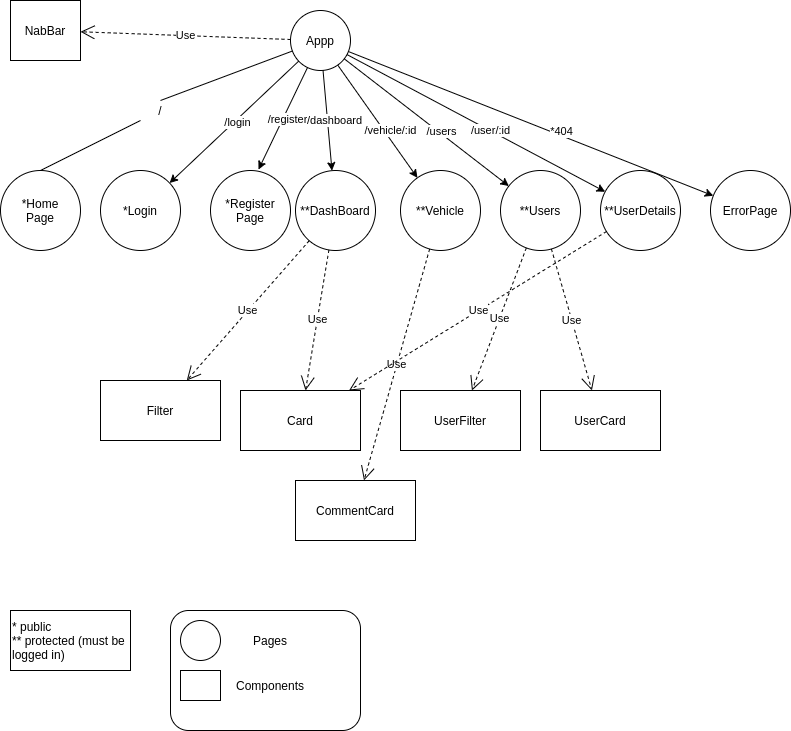 NabBar
Use
Appp
/
/login
/register
/dashboard
/vehicle/:id
/users
/user/:id
*404
*Home
Page
*Login
*Register
Page
**DashBoard
**Vehicle
**Users
**UserDetails
ErrorPage
Use
Use
Use
Use
Use
Use
Filter
Card
UserFilter
UserCard
CommentCard
* public
** protected (must be
logged in)
Pages
Components